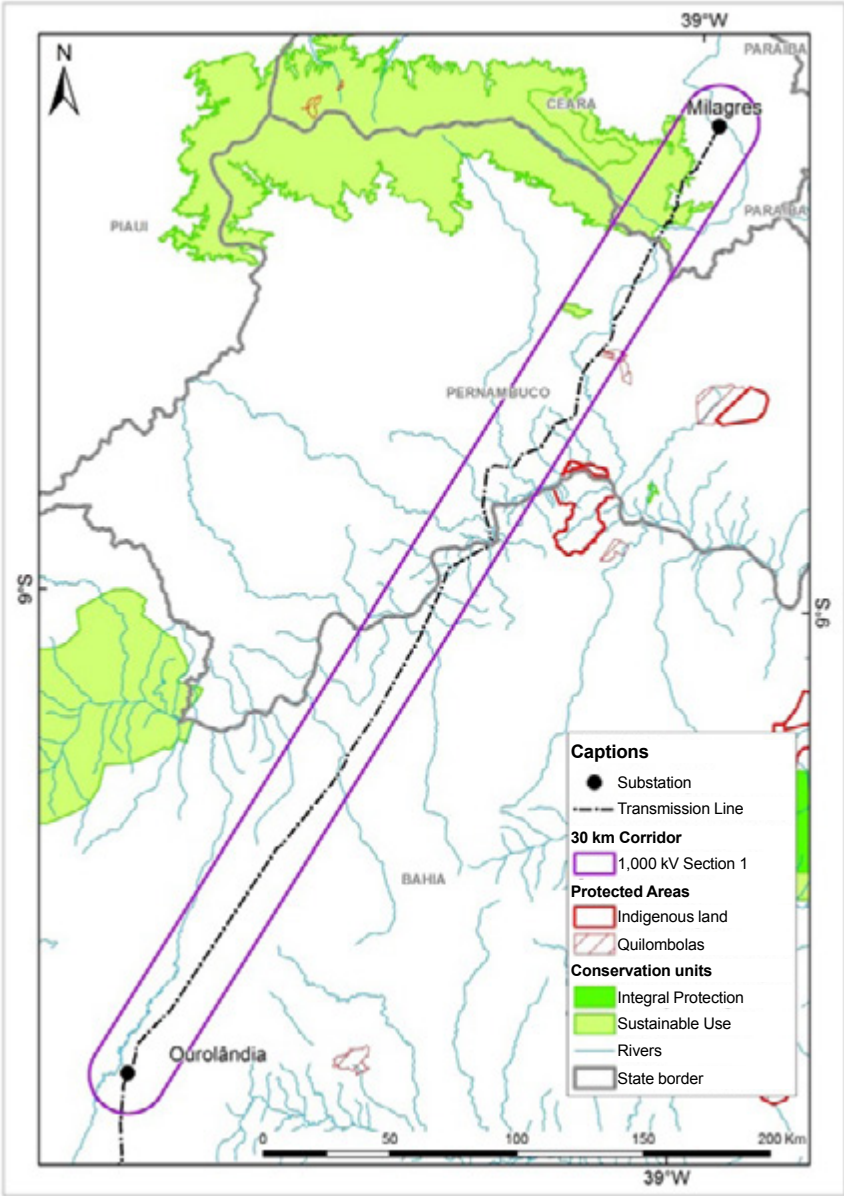 39°W
N
PARAIBA
CEARA
Milagres
PARAIBA
PIAUI
PERNAMBUCO
9°S
9°S
Captions
Substation
Transmission Line
30 km Corridor
1,000 kV Section 1
BAHIA
Protected Areas
Indigenous land
Quilombolas
Conservation units
Integral Protection
Sustainable Use
Rivers
State border
Ourolândia
0 50 100 150 200 Km
39°W